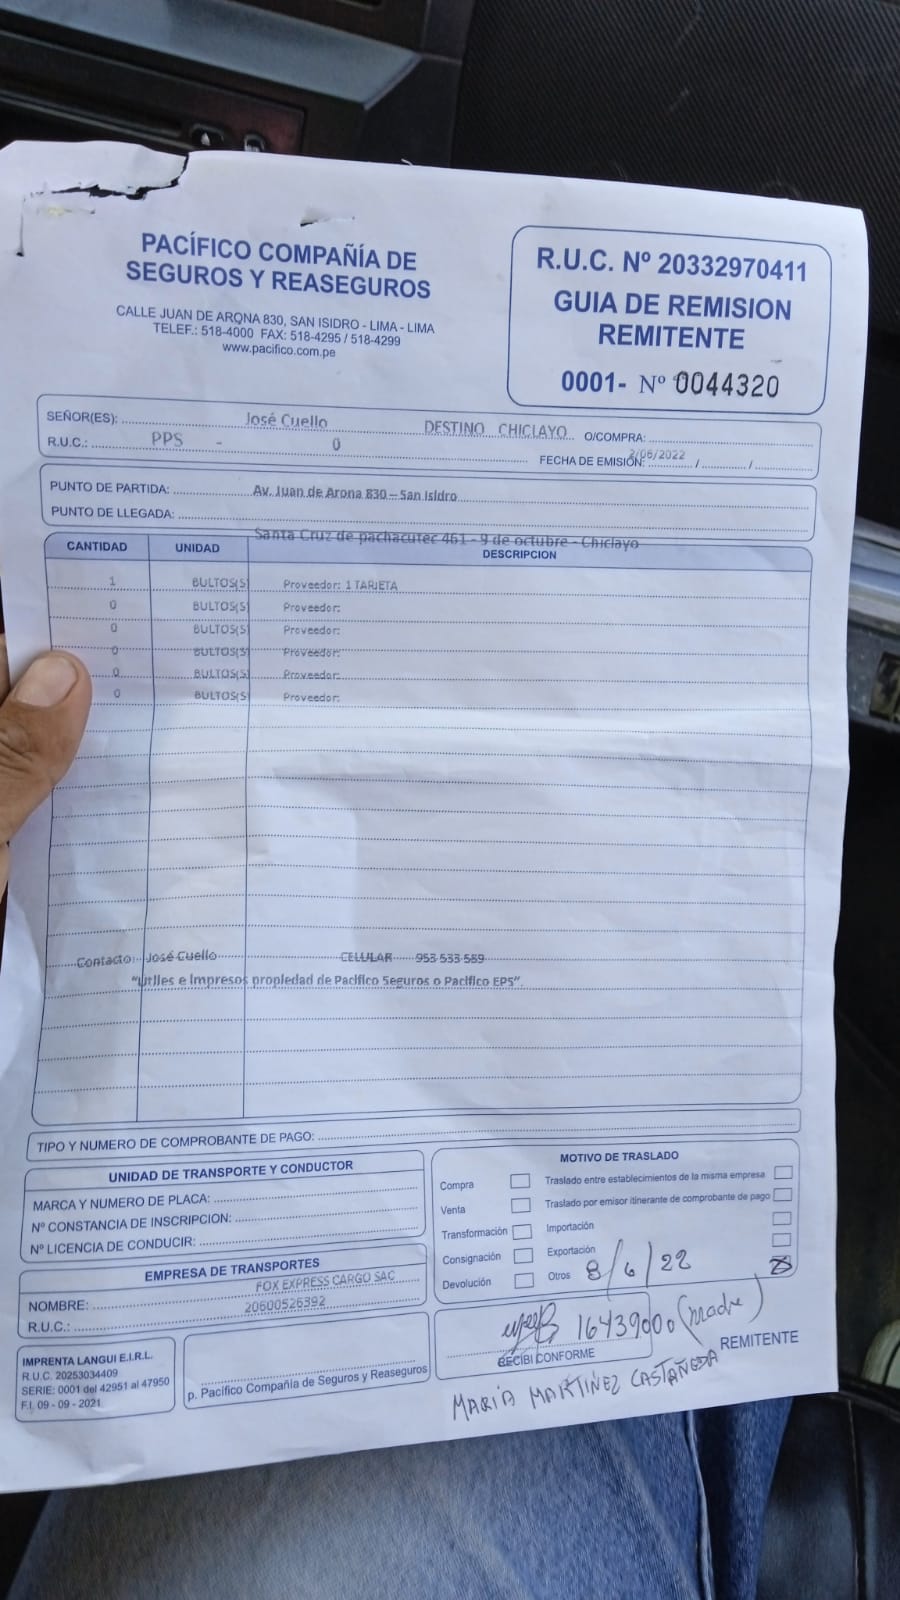 PACÍFICO COMPAÑÍA DE
SEGUROS Y REASEGUROS
CALLE JUAN DE ARONA 830, SAN ISIDRO - LIMA - LIMA
TELEF.: 518-4000 FAX: 518-4295 / 518-4299
www.pacifico.com.pe
R.U.C. Nº 20332970411
GUIA DE REMISION
REMITENTE
0001- Nº 0044320
SEÑOR(ES): José Cuello DESTINO CHICLAYO O/COMPRA:
R.U.C.: PPS - 0 FECHA DE EMISIÓN: 2/06/2022 / /
PUNTO DE PARTIDA: Av. Juan de Arona 830 – San Isidro
PUNTO DE LLEGADA:
Santa Cruz de pachacutec 461 - 9 de octubre - Chiclayo
CANTIDAD UNIDAD DESCRIPCION
1 BULTOS(S) Proveedor: 1 TARJETA
0 BULTOS(S) Proveedor:
0 BULTOS(S) Proveedor:
0 BULTOS(S) Proveedor:
0 BULTOS(S) Proveedor:
0 BULTOS(S) Proveedor:
Contacto: José Cuello CELULAR 953 533 589
"Utiles e Impresos propiedad de Pacifico Seguros o Pacifico EPS".
TIPO Y NUMERO DE COMPROBANTE DE PAGO:
UNIDAD DE TRANSPORTE Y CONDUCTOR
MARCA Y NUMERO DE PLACA:
Nº CONSTANCIA DE INSCRIPCION:
Nº LICENCIA DE CONDUCIR:
EMPRESA DE TRANSPORTES
NOMBRE: FOX EXPRESS CARGO SAC
R.U.C.: 20600526392
MOTIVO DE TRASLADO
Compra Traslado entre establecimientos de la misma empresa
Venta Traslado por emisor itinerante de comprobante de pago
Transformación Importación
Consignación Exportación
Devolución Otros 8/6/22
IMPRENTA LANGUI E.I.R.L.
R.U.C. 20253034409
SERIE: 0001 del 42951 al 47950
F.I. 09 - 09 - 2021
p. Pacífico Compañía de Seguros y Reaseguros
16439000 (madre)
RECIBI CONFORME
REMITENTE
MARIA MARTINEZ CASTAÑEDA